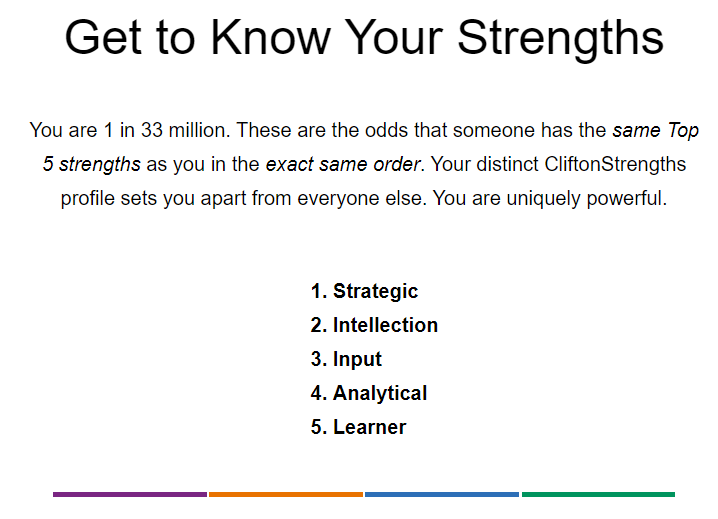 Get to Know Your Strengths
You are 1 in 33 million. These are the odds that someone has the same Top
5 strengths as you in the exact same order. Your distinct CliftonStrengths
profile sets you apart from everyone else. You are uniquely powerful.
1. Strategic
2. Intellection
3. Input
4. Analytical
5. Learner